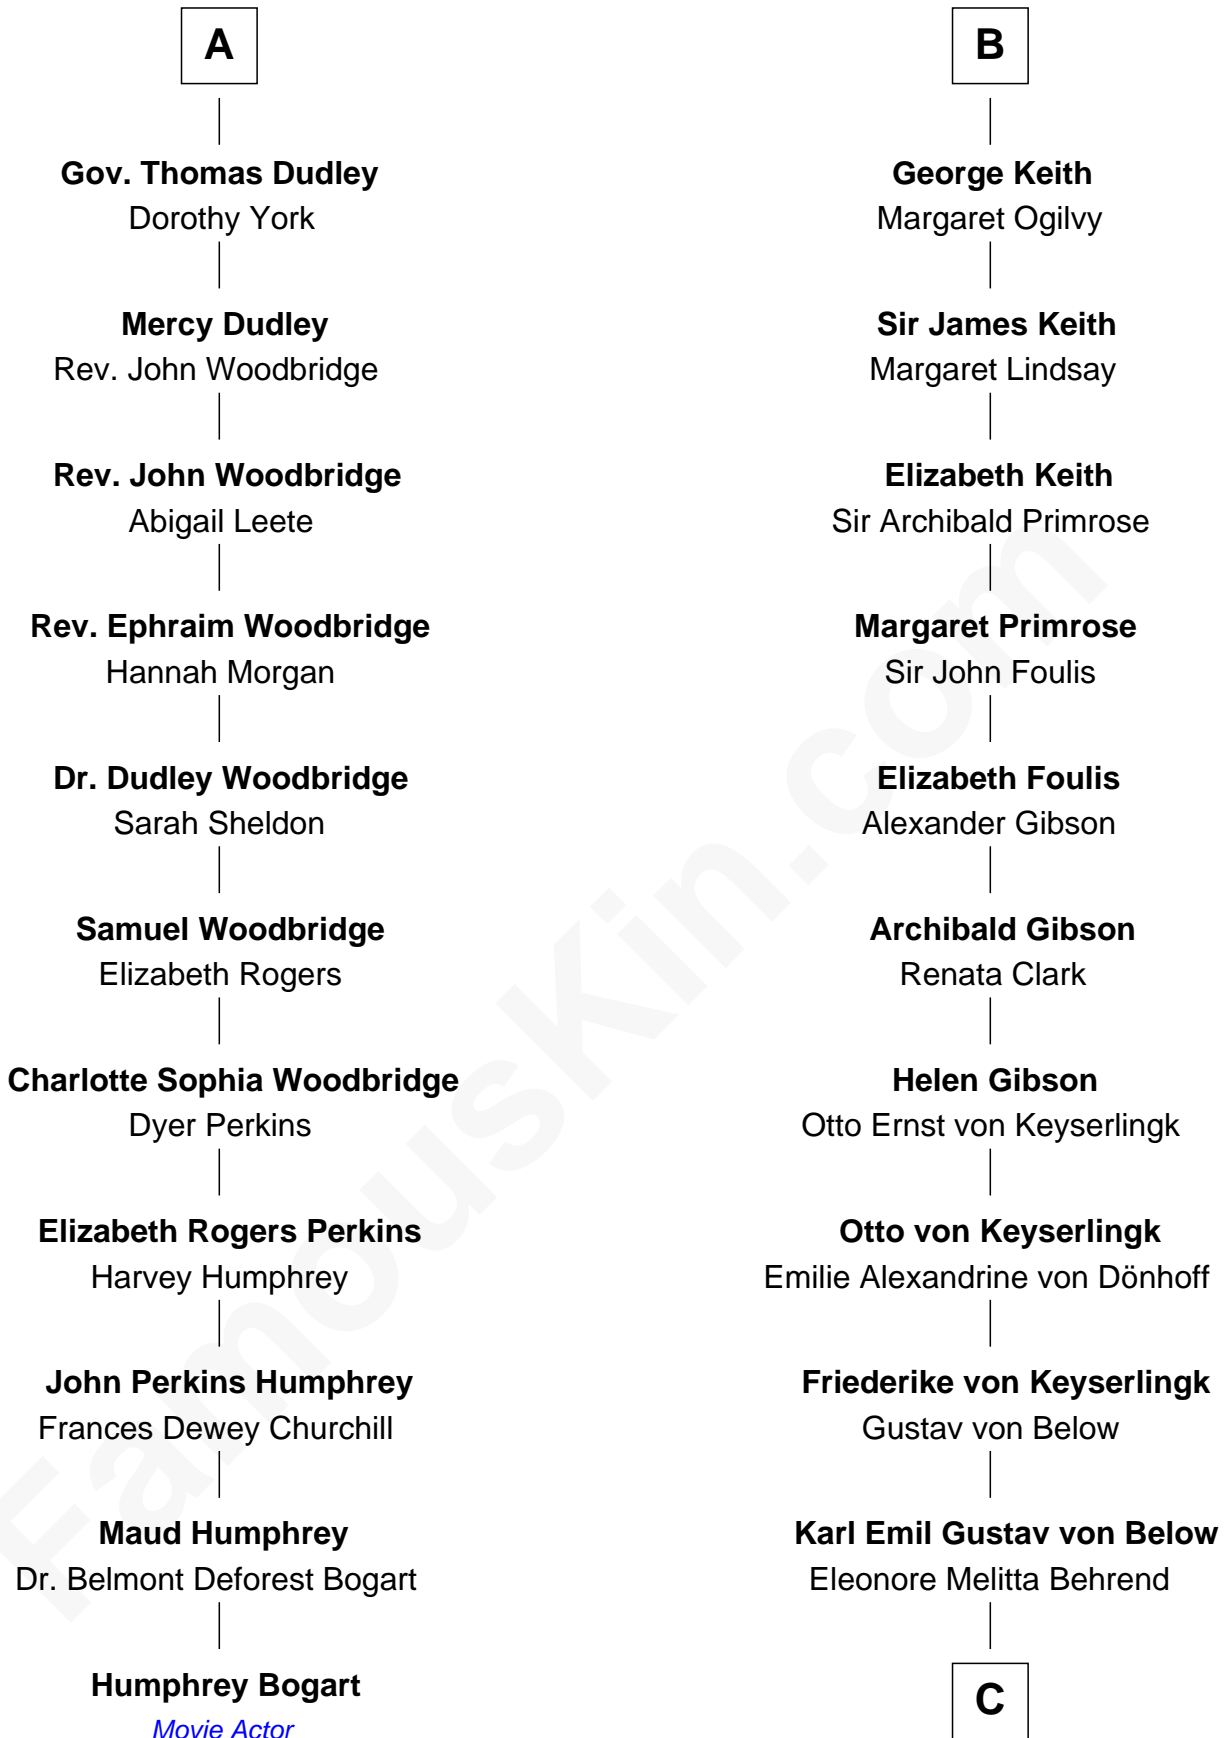 A
Gov. Thomas Dudley
Dorothy York
Mercy Dudley
Rev. John Woodbridge
Rev. John Woodbridge
Abigail Leete
Rev. Ephraim Woodbridge
Hannah Morgan
Dr. Dudley Woodbridge
Sarah Sheldon
Samuel Woodbridge
Elizabeth Rogers
Charlotte Sophia Woodbridge
Dyer Perkins
Elizabeth Rogers Perkins
Harvey Humphrey
John Perkins Humphrey
Frances Dewey Churchill
Maud Humphrey
Dr. Belmont Deforest Bogart
Humphrey Bogart
Movie Actor
B
George Keith
Margaret Ogilvy
Sir James Keith
Margaret Lindsay
Elizabeth Keith
Sir Archibald Primrose
Margaret Primrose
Sir John Foulis
Elizabeth Foulis
Alexander Gibson
Archibald Gibson
Renata Clark
Helen Gibson
Otto Ernst von Keyserlingk
Otto von Keyserlingk
Emilie Alexandrine von Dönhoff
Friederike von Keyserlingk
Gustav von Below
Karl Emil Gustav von Below
Eleonore Melitta Behrend
C
FamousKin.com